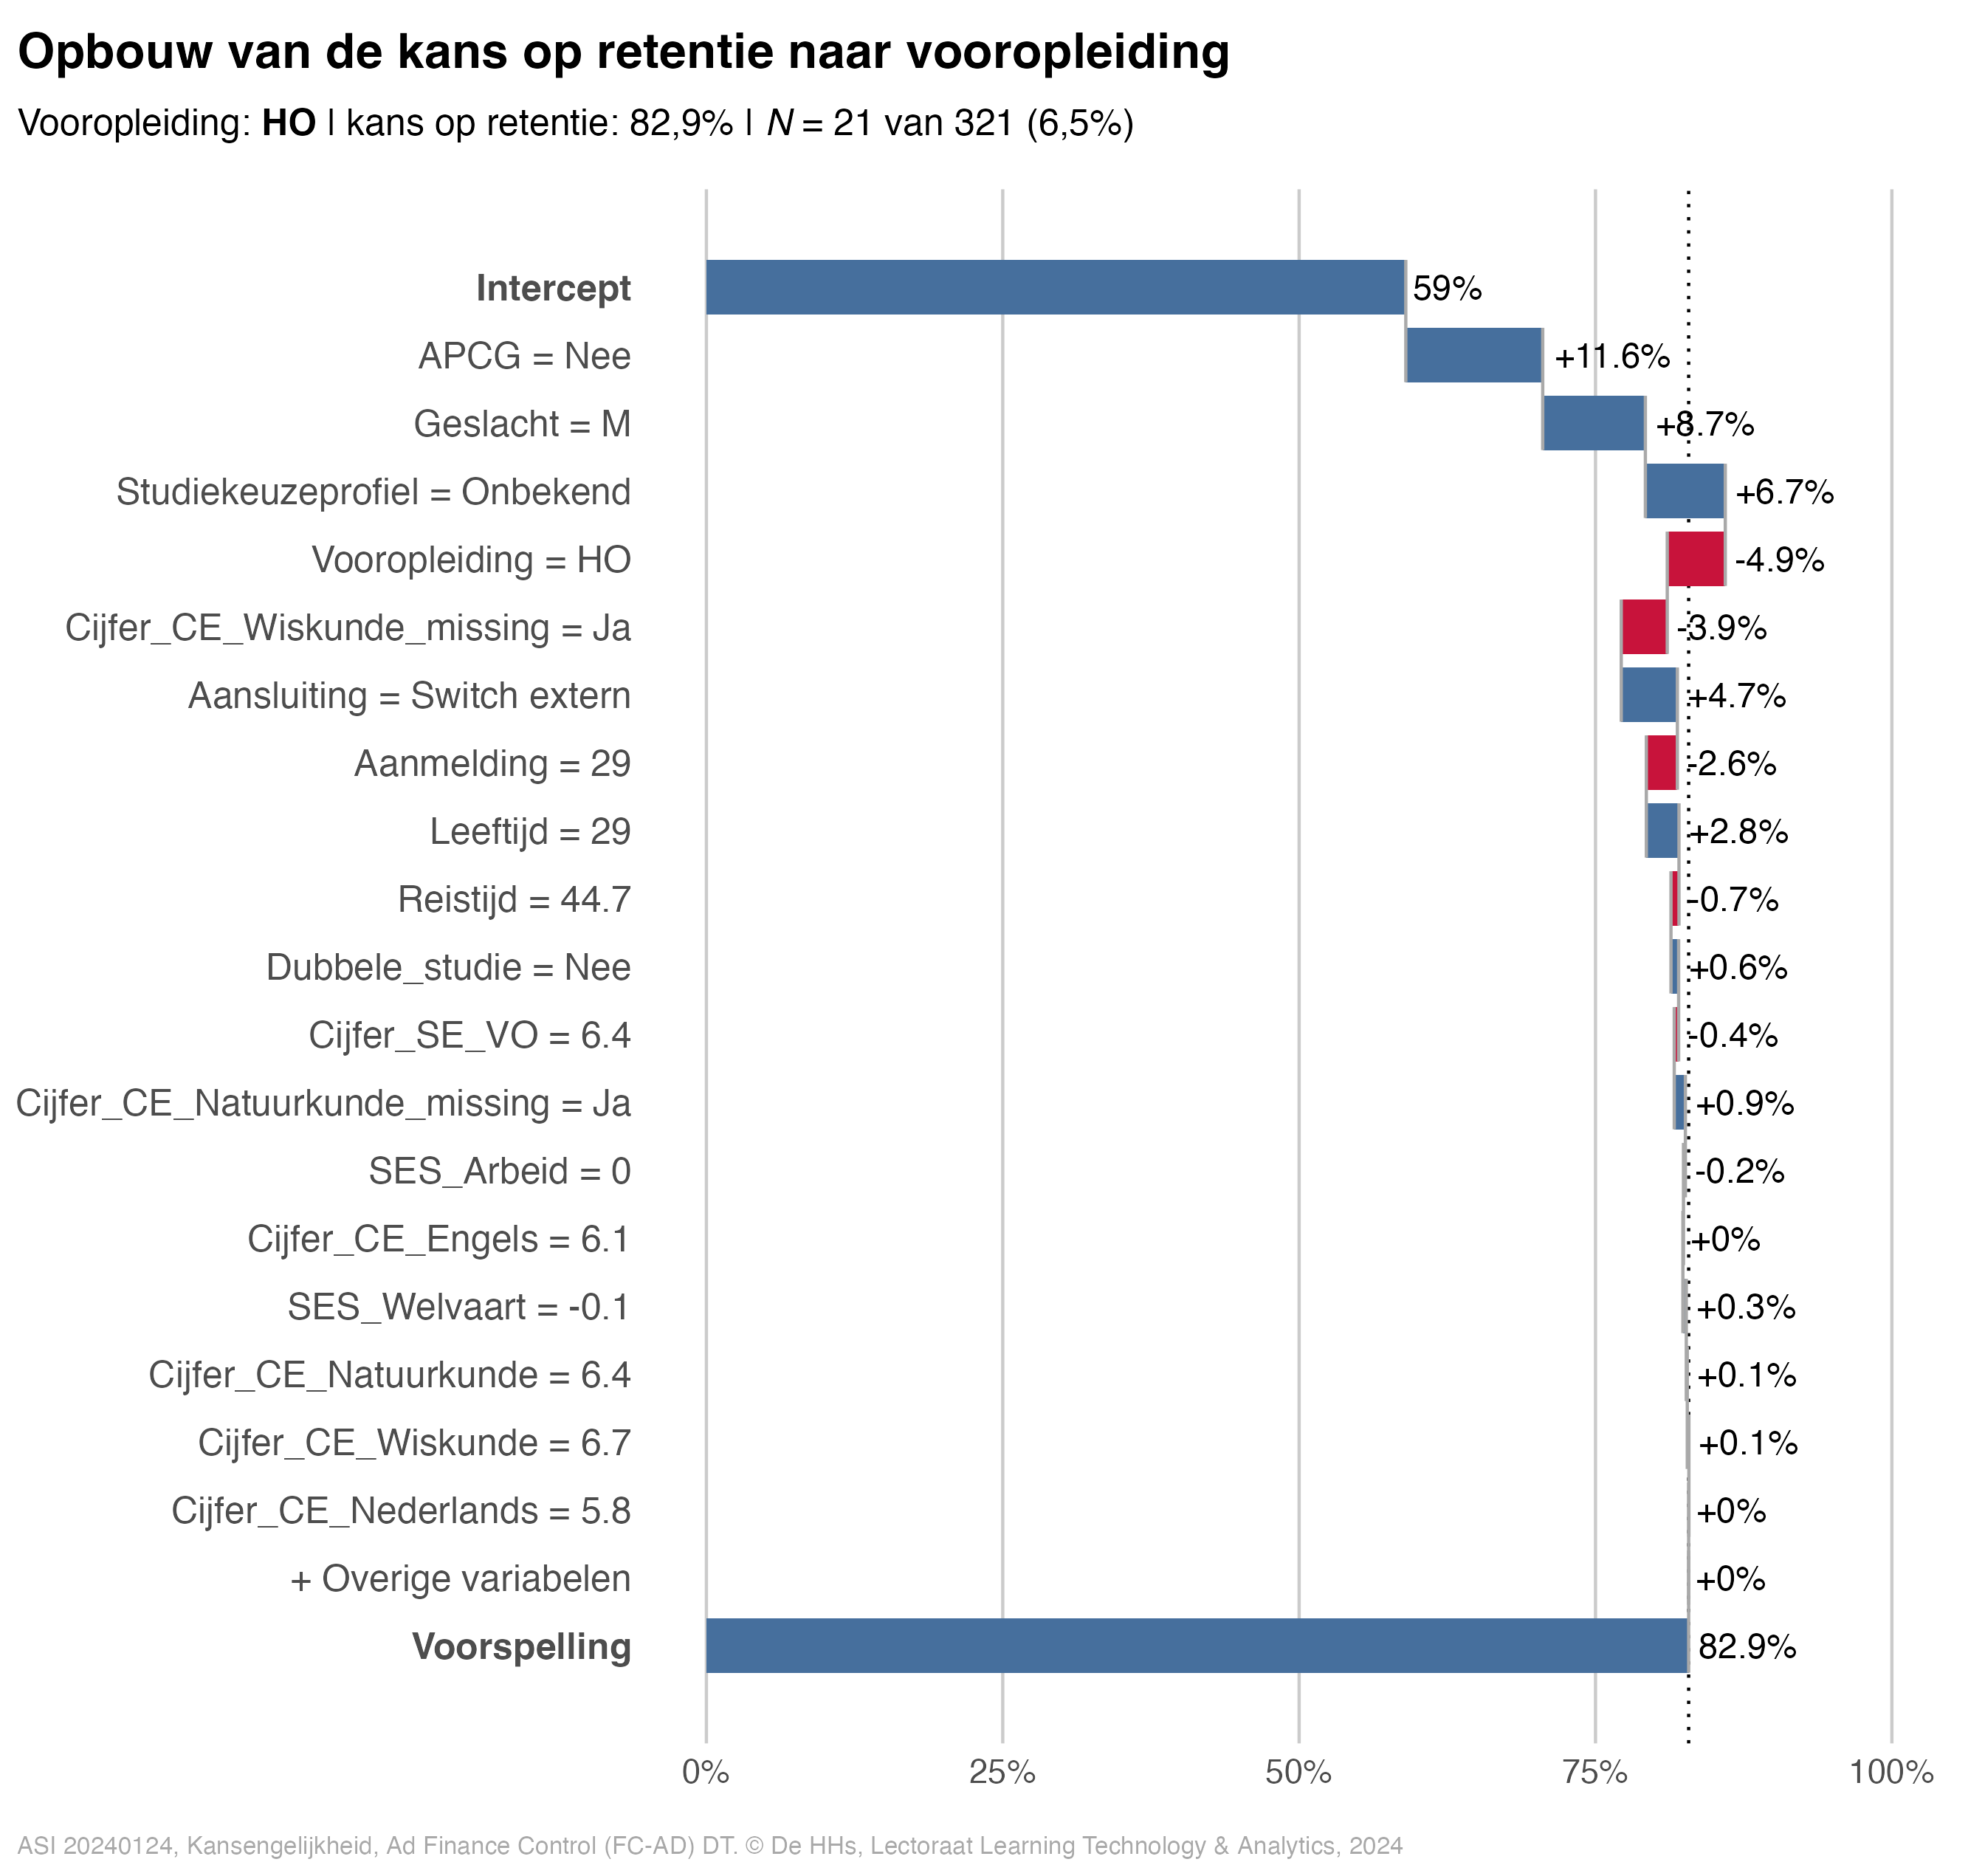 Opbouw van de kans op retentie naar vooropleiding
Vooropleiding: HO | kans op retentie: 82,9% | N = 21 van 321 (6,5%)
Intercept 59%
APCG = Nee +11.6%
Geslacht = M +8.7%
Studiekeuzeprofiel = Onbekend +6.7%
Vooropleiding = HO -4.9%
Cijfer_CE_Wiskunde_missing = Ja -3.9%
Aansluiting = Switch extern +4.7%
Aanmelding = 29 -2.6%
Leeftijd = 29 +2.8%
Reistijd = 44.7 -0.7%
Dubbele_studie = Nee +0.6%
Cijfer_SE_VO = 6.4 -0.4%
Cijfer_CE_Natuurkunde_missing = Ja +0.9%
SES_Arbeid = 0 -0.2%
Cijfer_CE_Engels = 6.1 +0%
SES_Welvaart = -0.1 +0.3%
Cijfer_CE_Natuurkunde = 6.4 +0.1%
Cijfer_CE_Wiskunde = 6.7 +0.1%
Cijfer_CE_Nederlands = 5.8 +0%
+ Overige variabelen +0%
Voorspelling 82.9%
0% 25% 50% 75% 100%
ASI 20240124, Kansengelijkheid, Ad Finance Control (FC-AD) DT. © De HHs, Lectoraat Learning Technology & Analytics, 2024